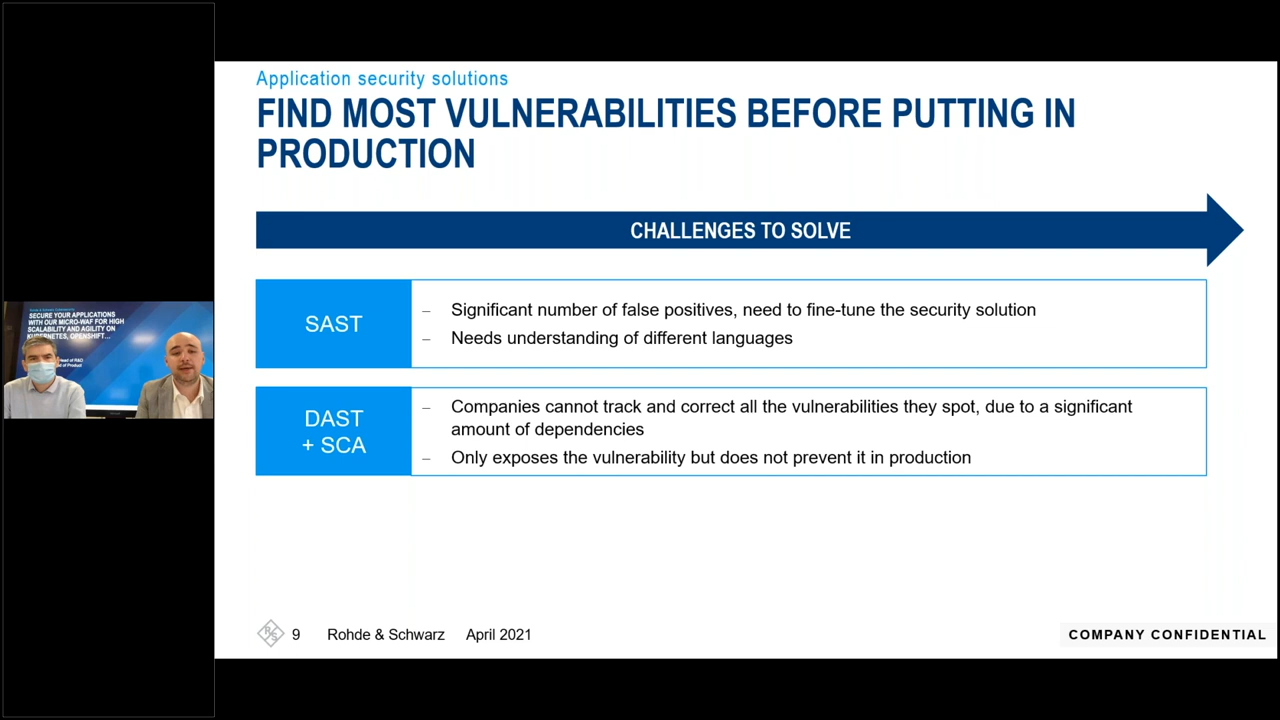 Application security solutions
FIND MOST VULNERABILITIES BEFORE PUTTING IN
PRODUCTION
CHALLENGES TO SOLVE
SAST
– Significant number of false positives, need to fine-tune the security solution
– Needs understanding of different languages
DAST
+ SCA
– Companies cannot track and correct all the vulnerabilities they spot, due to a significant
amount of dependencies
– Only exposes the vulnerability but does not prevent it in production
9 Rohde & Schwarz April 2021
COMPANY CONFIDENTIAL
SECURE YOUR APPLICATIONS
WITH OUR MICRO-WAF FOR HIGH
SCALABILITY AND AGILITY ON
KUBERNETES, OPENSHIFT...
Head of R&D
of Product